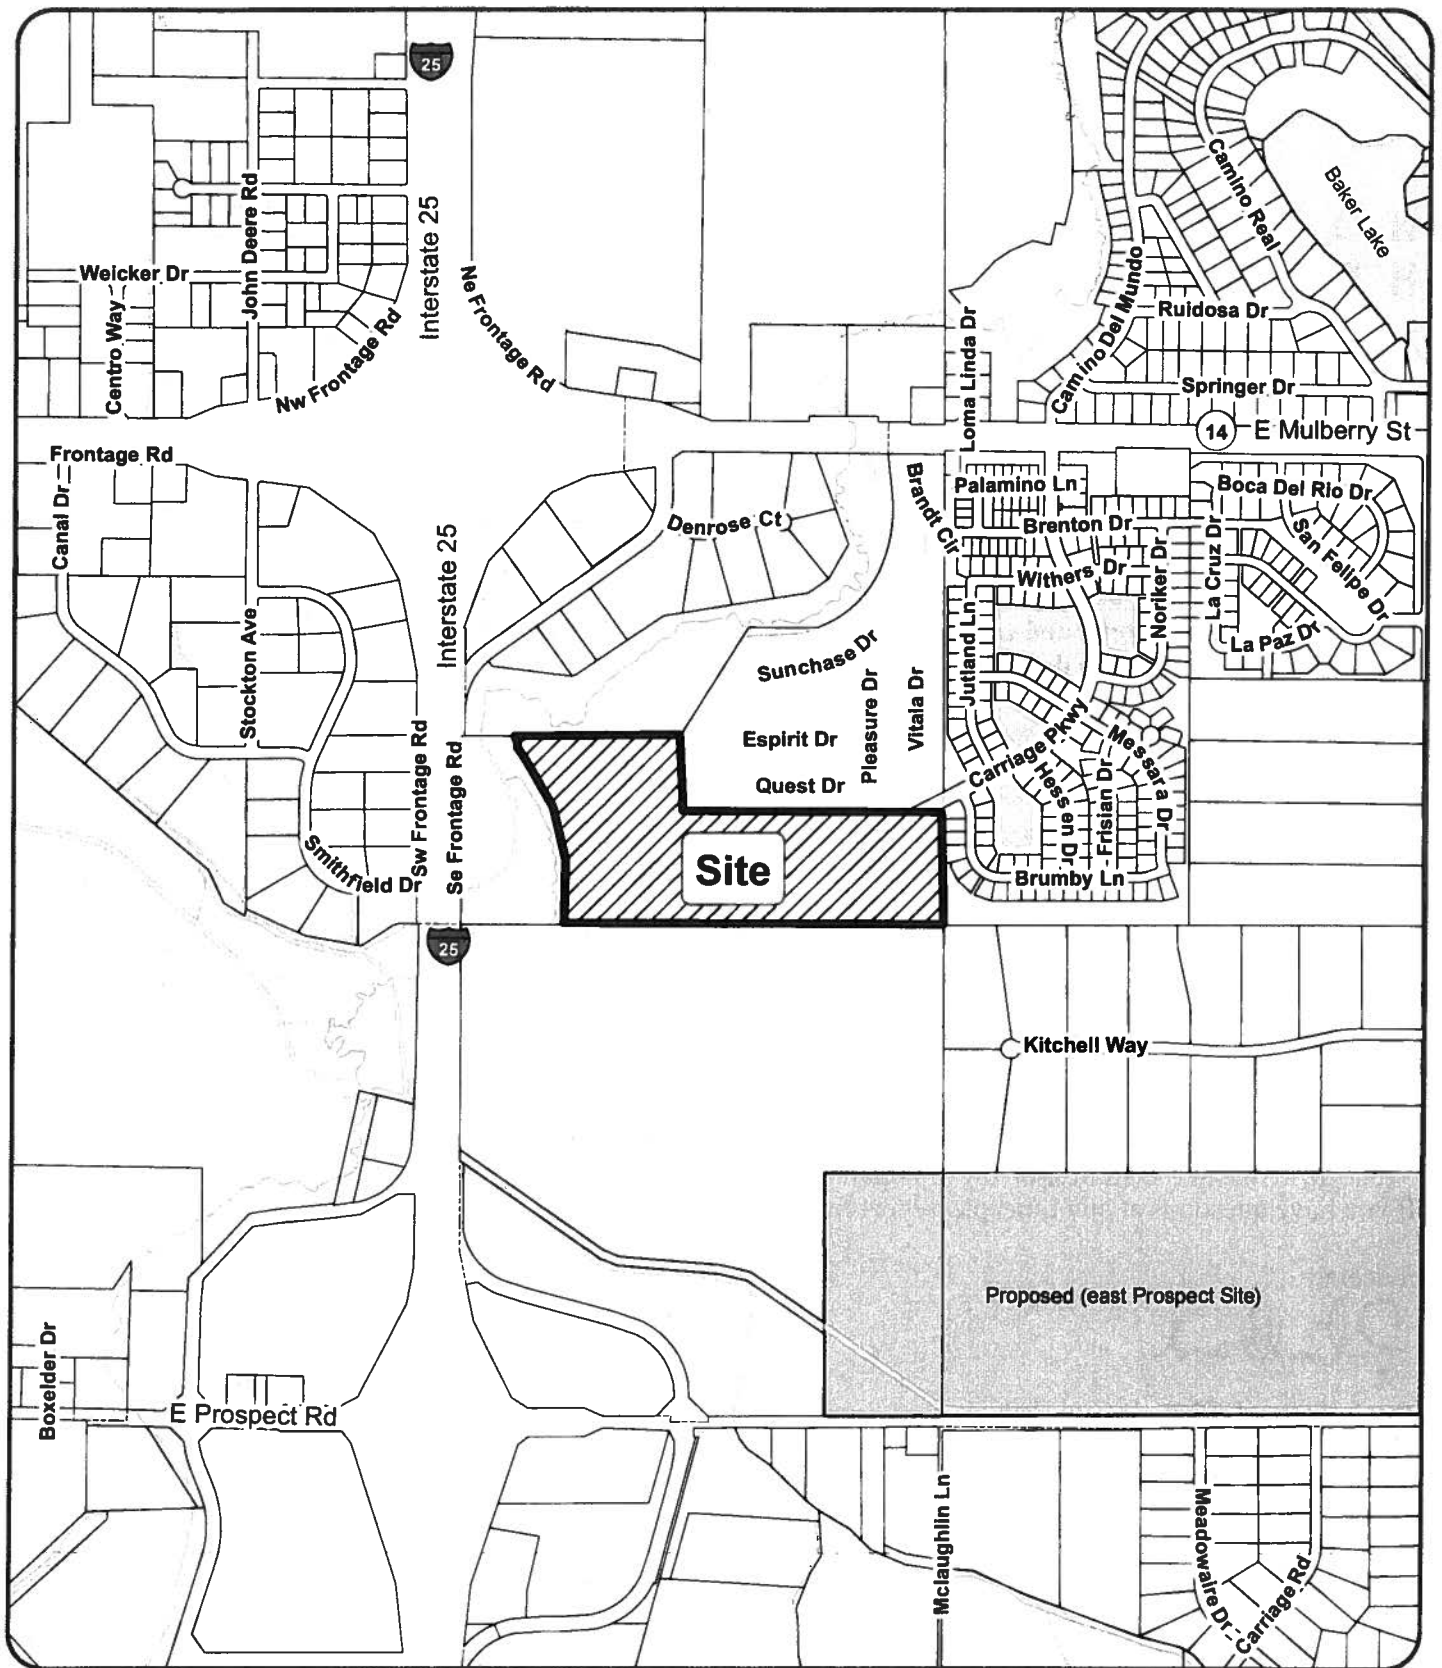 25
Interstate 25
John Deere Rd
Weicker Dr
Centro Way
Nw Frontage Rd
Ne Frontage Rd
Camino Real
Baker Lake
Camino Del Mundo
Ruidosa Dr
Loma Linda Dr
Springer Dr
14
E Mulberry St
Frontage Rd
Canal Dr
Stockton Ave
Interstate 25
Denrose Ct
Brandt Cir
Palamino Ln
Boca Del Rio Dr
Brenton Dr
San Felipe Dr
Withers Dr
Noriker Dr
La Cruz Dr
La Paz Dr
Jutland Ln
Sunchase Dr
Pleasure Dr
Vitala Dr
Espirit Dr
Quest Dr
Carriage Pkwy
Messara Dr
Hessen Dr
Frisian Dr
Brumby Ln
Sw Frontage Rd
Se Frontage Rd
Smithfield Dr
Site
25
Kitchell Way
Proposed (east Prospect Site)
Boxelder Dr
E Prospect Rd
Mclaughlin Ln
Meadowaire Dr
Carriage Rd